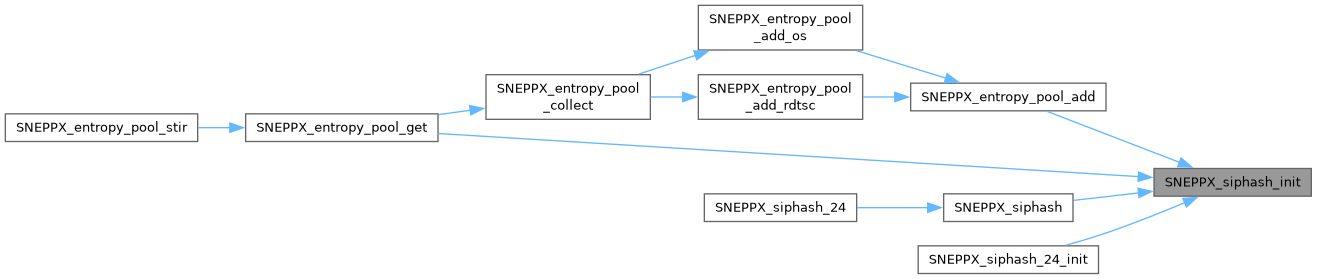 SNEPPX_entropy_pool
_add_os
SNEPPX_entropy_pool
_collect
SNEPPX_entropy_pool
_add_rdtsc
SNEPPX_entropy_pool_add
SNEPPX_entropy_pool_stir
SNEPPX_entropy_pool_get
SNEPPX_siphash_init
SNEPPX_siphash_24
SNEPPX_siphash
SNEPPX_siphash_24_init